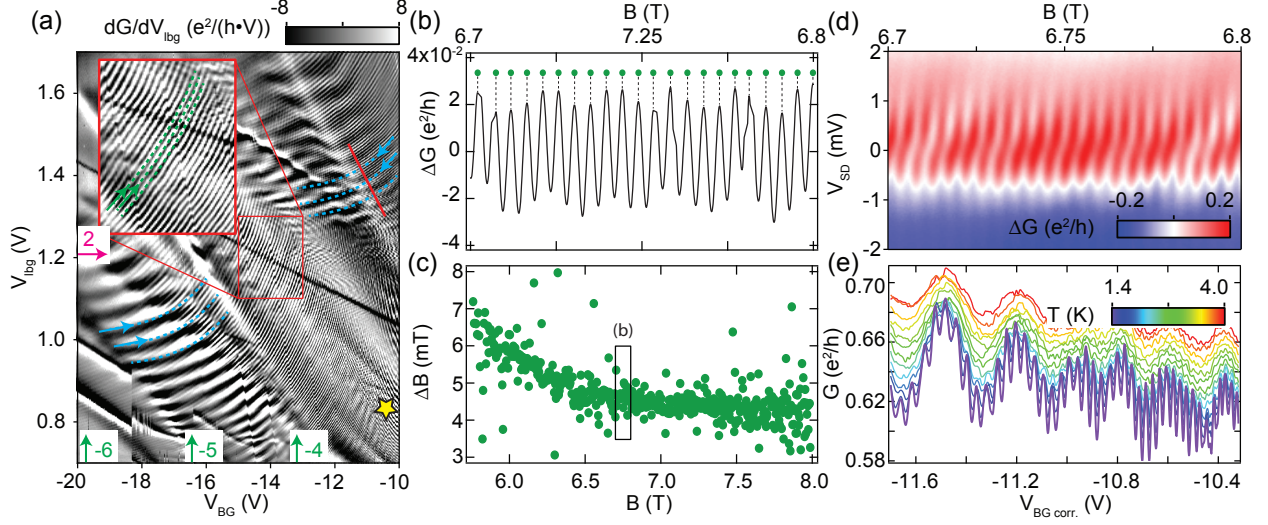 (a)
dG/dV_lbg (e²/(h•V))
-8
8
V_lbg (V)
1.6
1.4
1.2
1.0
0.8
2
-6
-5
-4
-20
-18
-16
-14
-12
-10
V_BG (V)
(b)
B (T)
6.7
7.25
6.8
4x10⁻²
2
0
-2
-4
ΔG (e²/h)
(c)
ΔB (mT)
8
7
6
5
4
3
(b)
6.0
6.5
7.0
7.5
8.0
B (T)
(d)
B (T)
6.7
6.75
6.8
V_SD (mV)
2
1
0
-1
-2
-0.2
0.2
ΔG (e²/h)
(e)
G (e²/h)
0.70
0.66
0.62
0.58
1.4
4.0
T (K)
-11.6
-11.2
-10.8
-10.4
V_BG corr. (V)